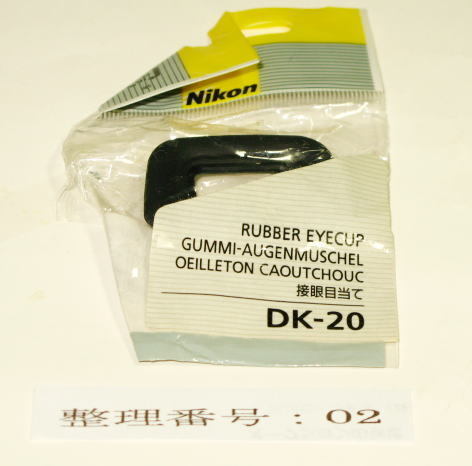 Nikon
RUBBER EYECUP
GUMMI-AUGENMUSCHEL
OEILLETON CAOUTCHOUC
接眼目当て
DK-20
整理番号：02